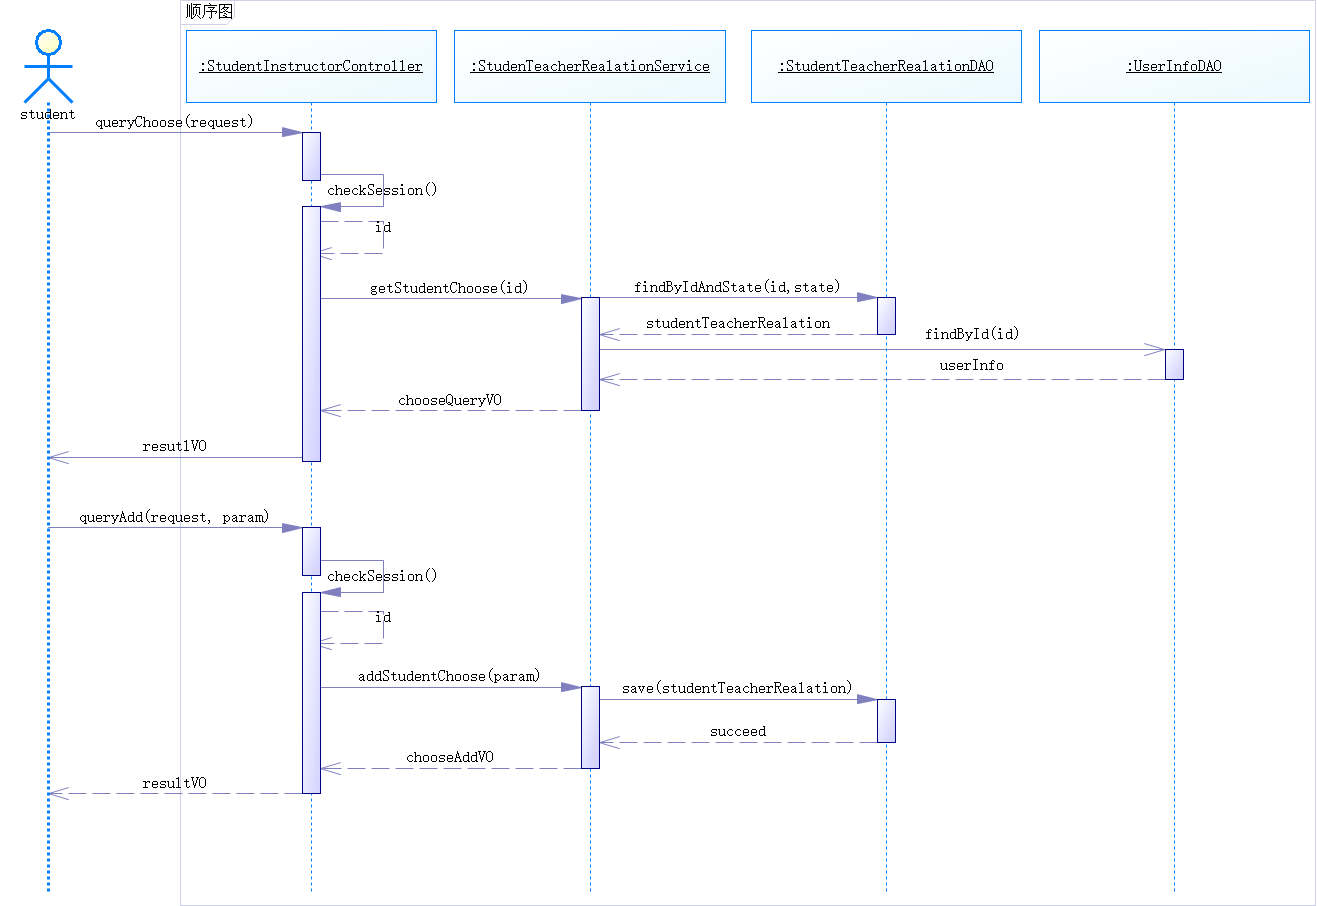 顺序图
:StudentInstructorController
:StudenTeacherRealationService
:StudentTeacherRealationDAO
:UserInfoDAO
student
queryChoose(request)
checkSession()
id
getStudentChoose(id)
findByIdAndState(id,state)
studentTeacherRealation
findById(id)
userInfo
chooseQueryVO
resutlVO
queryAdd(request, param)
checkSession()
id
addStudentChoose(param)
save(studentTeacherRealation)
succeed
chooseAddVO
resultVO